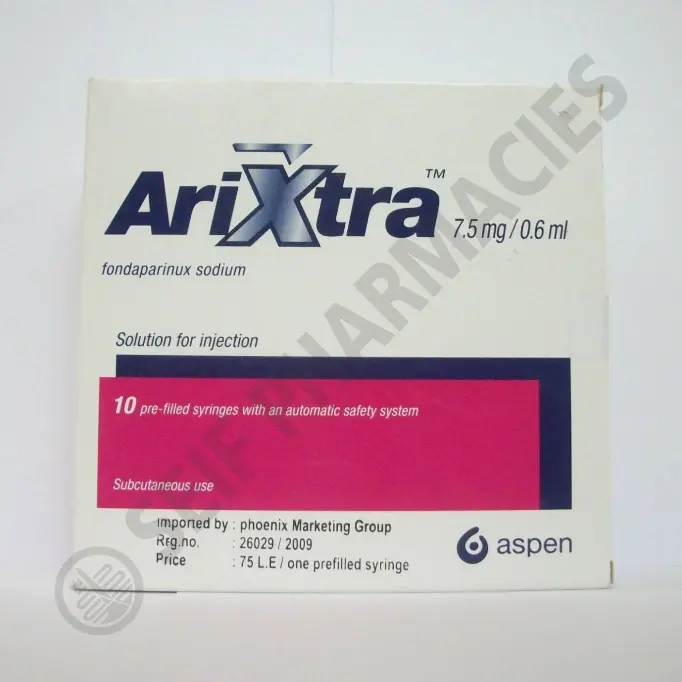 AriXtra™ 7.5 mg / 0.6 ml
fondaparinux sodium
Solution for injection
10 pre-filled syringes with an automatic safety system
Subcutaneous use
Imported by : phoenix Marketing Group
Reg.no. : 26029 / 2009
Price : 75 L.E / one prefilled syringe
aspen
SEIF PHARMACIES